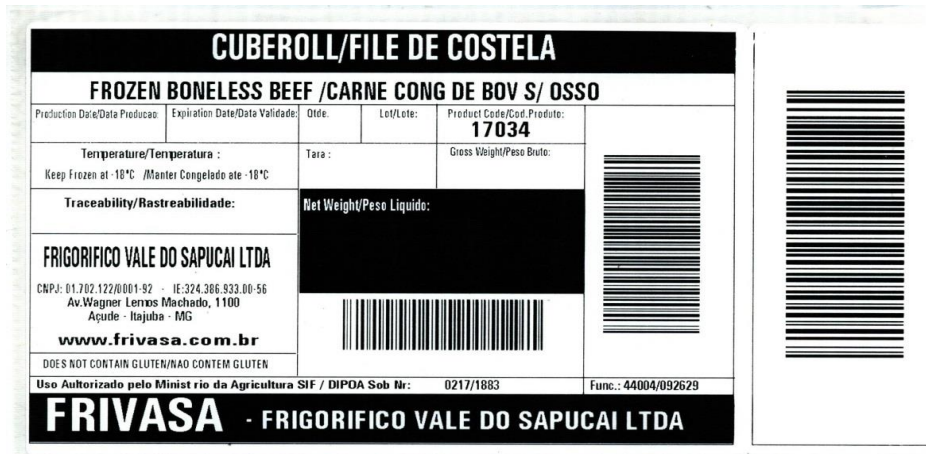 CUBEROLL/FILE DE COSTELA
FROZEN BONELESS BEEF /CARNE CONG DE BOV S/ OSSO
Production Date/Data Producao: Expiration Date/Data Validade: Qtde. Lot/Lote: Product Code/Cod.Produto:
17034
Temperature/Temperatura : Tara : Gross Weight/Peso Bruto:
Keep Frozen at -18°C /Manter Congelado ate -18°C
Traceability/Rastreabilidade: Net Weight/Peso Liquido:
FRIGORIFICO VALE DO SAPUCAI LTDA
CNPJ: 01.702.122/0001-92 - IE:324.386.933.00-56
Av.Wagner Lemos Machado, 1100
Açude - Itajuba - MG
www.frivasa.com.br
DOES NOT CONTAIN GLUTEN/NAO CONTEM GLUTEN
Uso Aultorizado pelo Minist rio da Agricultura SIF / DIPOA Sob Nr: 0217/1883 Func.: 44004/092629
FRIVASA - FRIGORIFICO VALE DO SAPUCAI LTDA